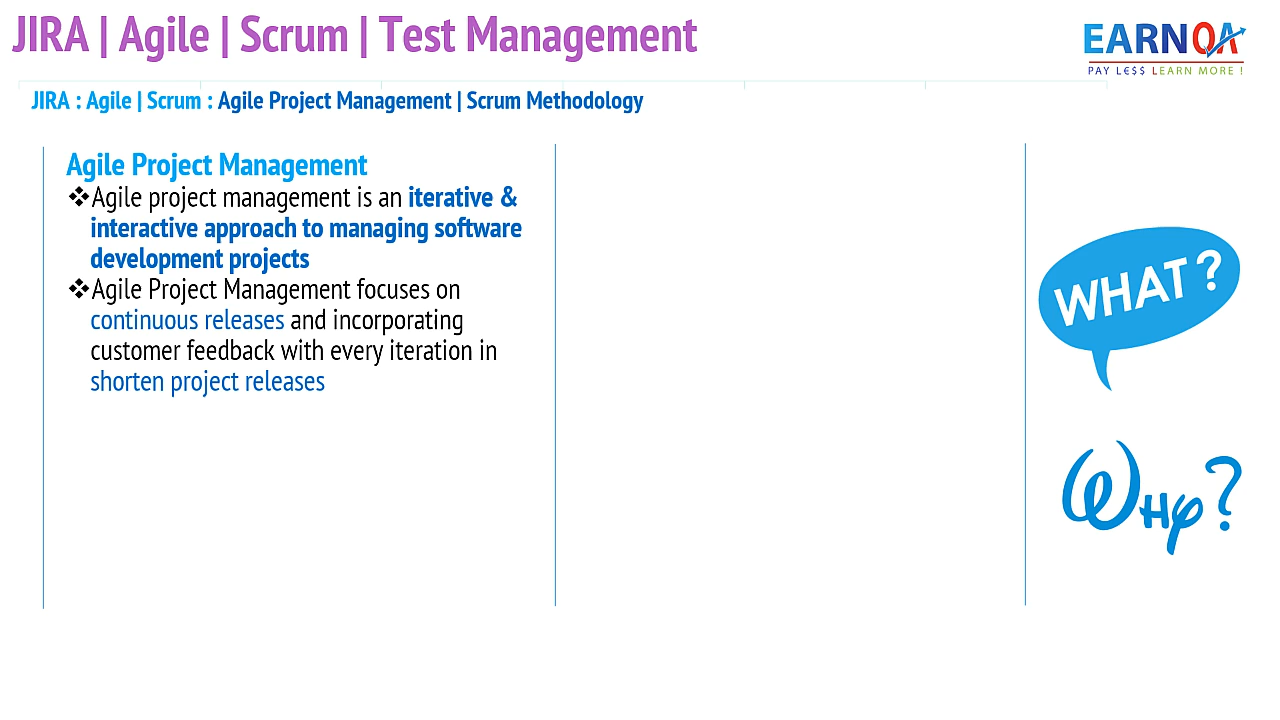 JIRA | Agile | Scrum | Test Management
EARNQA
PAY LE$$ LEARN MORE !
JIRA : Agile | Scrum : Agile Project Management | Scrum Methodology
Agile Project Management
❖Agile project management is an iterative &
interactive approach to managing software
development projects
❖Agile Project Management focuses on
continuous releases and incorporating
customer feedback with every iteration in
shorten project releases
WHAT ?
WHY?